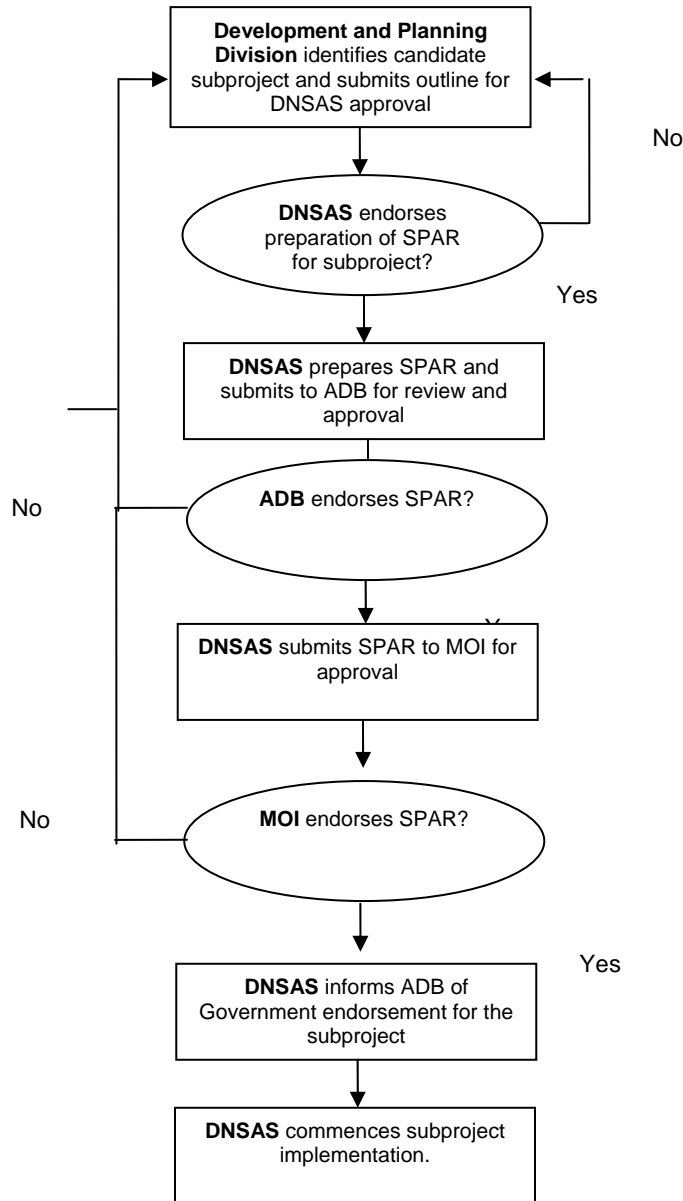 Development and Planning
Division identifies candidate
subproject and submits outline for
DNSAS approval
No
DNSAS endorses
preparation of SPAR
for subproject?
Yes
DNSAS prepares SPAR and
submits to ADB for review and
approval
No
ADB endorses SPAR?
DNSAS submits SPAR to MOI for
approval
No
MOI endorses SPAR?
Yes
DNSAS informs ADB of
Government endorsement for the
subproject
DNSAS commences subproject
implementation.